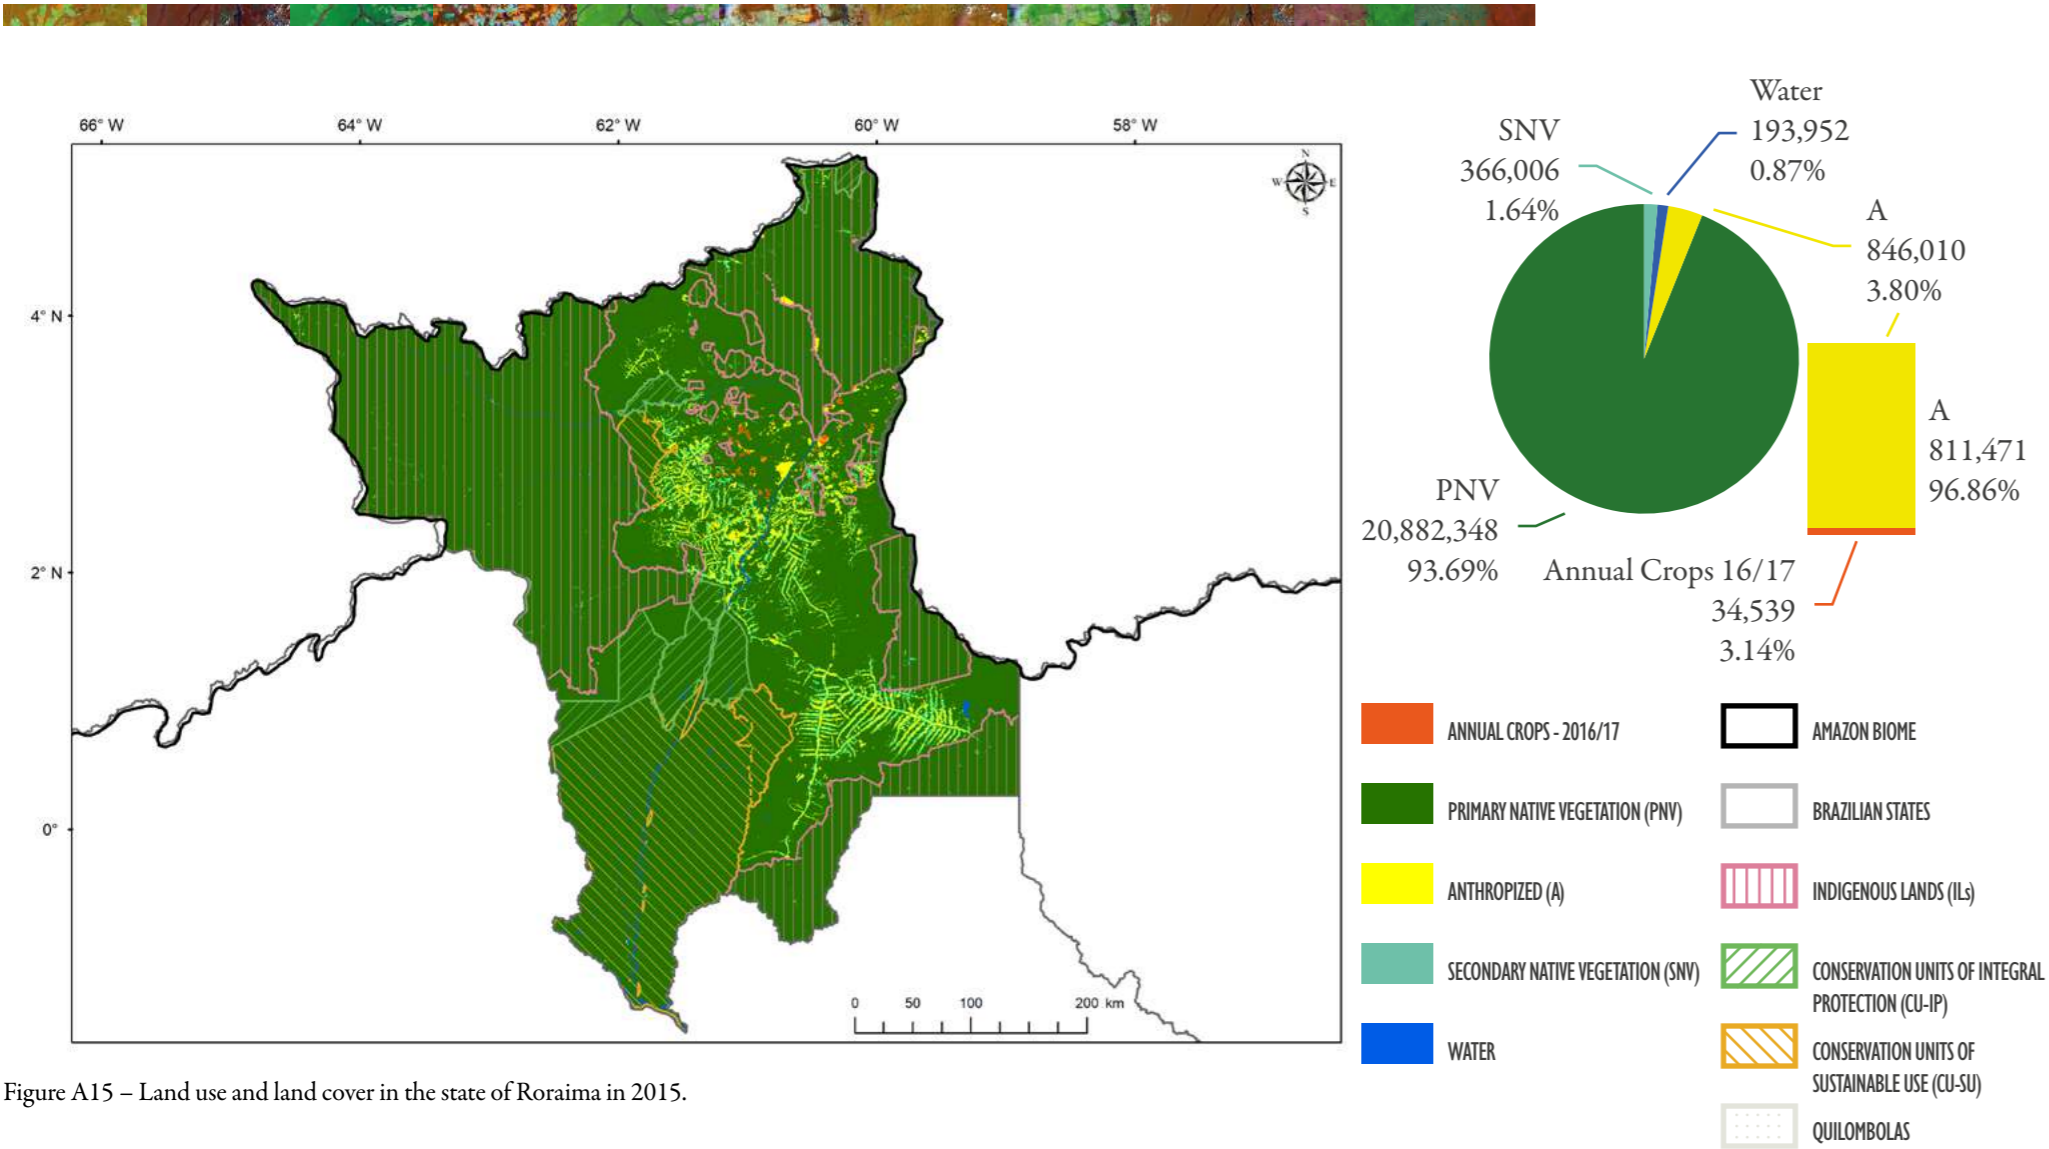 66° W
64° W
62° W
60° W
58° W
4° N
2° N
0°
N
W
E
S
0
50
100
200 km
Water
193,952
0.87%
SNV
366,006
1.64%
A
846,010
3.80%
A
811,471
96.86%
PNV
20,882,348
93.69%
Annual Crops 16/17
34,539
3.14%
ANNUAL CROPS - 2016/17
PRIMARY NATIVE VEGETATION (PNV)
ANTHROPIZED (A)
SECONDARY NATIVE VEGETATION (SNV)
WATER
AMAZON BIOME
BRAZILIAN STATES
INDIGENOUS LANDS (ILs)
CONSERVATION UNITS OF INTEGRAL
PROTECTION (CU-IP)
CONSERVATION UNITS OF
SUSTAINABLE USE (CU-SU)
QUILOMBOLAS
Figure A15 – Land use and land cover in the state of Roraima in 2015.